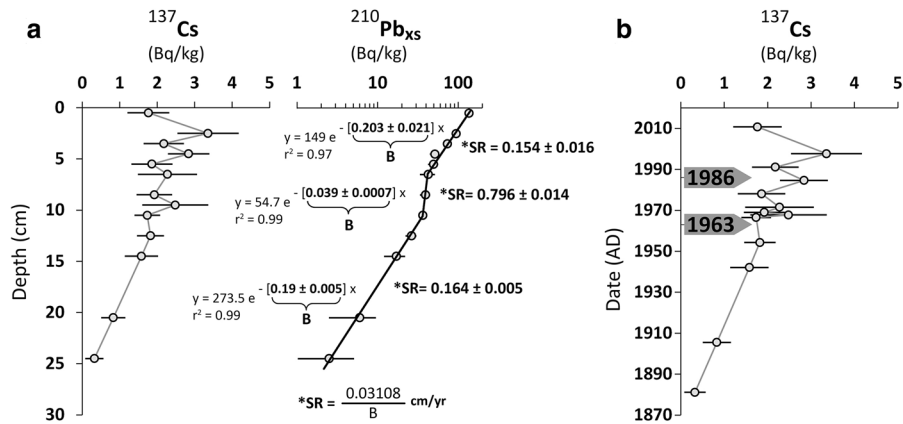 a
137Cs
(Bq/kg)
0 1 2 3 4 5
210Pbxs
(Bq/kg)
1 10 100
Depth (cm)
0
5
10
15
20
25
30
y = 149 e - [0.203 ± 0.021] x
r² = 0.97
B
*SR = 0.154 ± 0.016
y = 54.7 e - [0.039 ± 0.0007] x
r² = 0.99
B
*SR = 0.796 ± 0.014
y = 273.5 e - [0.19 ± 0.005] x
r² = 0.99
B
*SR= 0.164 ± 0.005
*SR = 0.03108 / B cm/yr
b
137Cs
(Bq/kg)
0 1 2 3 4 5
Date (AD)
2010
1990
1970
1950
1930
1910
1890
1870
1986
1963